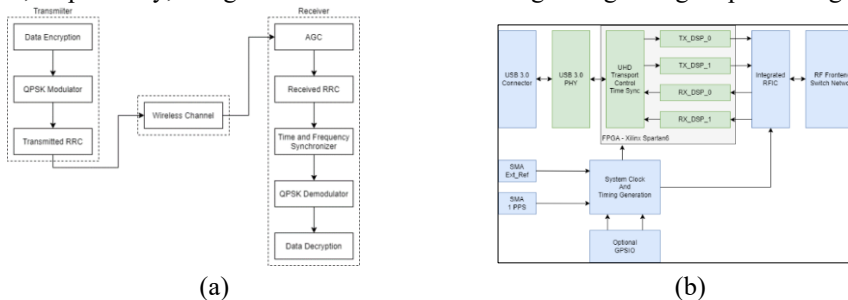 Transmitter
Data Encryption
QPSK Modulator
Transmitted RRC
Wireless Channel
Receiver
AGC
Received RRC
Time and Frequency
Synchronizer
QPSK Demodulator
Data Decryption
(a)
USB 3.0
Connector
USB 3.0
PHY
UHD
Transport
Control
Time Sync
TX_DSP_0
TX_DSP_1
RX_DSP_0
RX_DSP_1
FPGA - Xilinx Spartan6
Integrated
RFIC
RF Frontend
Switch Network
SMA
Ext_Ref
SMA
1 PPS
System Clock
And
Timing Generation
Optional
GPSIO
(b)